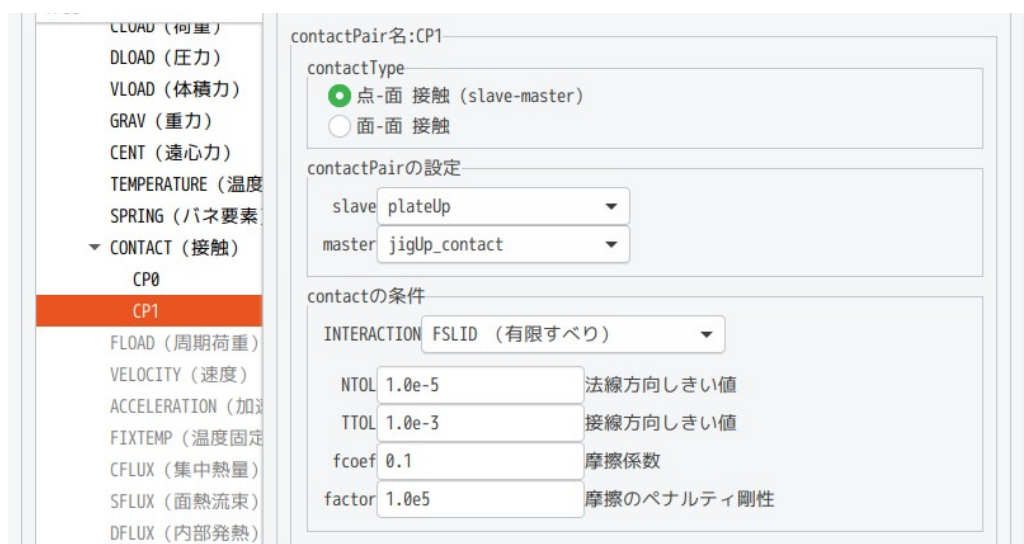 CLOAD (荷重)
DLOAD (圧力)
VLOAD (体積力)
GRAV (重力)
CENT (遠心力)
TEMPERATURE (温度
SPRING (バネ要素
CONTACT (接触)
CP0
CP1
FLOAD (周期荷重)
VELOCITY (速度)
ACCELERATION (加速
FIXTEMP (温度固定
CFLUX (集中熱量)
SFLUX (面熱流束)
DFLUX (内部発熱)
contactPair名:CP1
contactType
点-面 接触 (slave-master)
面-面 接触
contactPairの設定
slave plateUp
master jigUp_contact
contactの条件
INTERACTION FSLID (有限すべり)
NTOL 1.0e-5 法線方向しきい値
TTOL 1.0e-3 接線方向しきい値
fcoef 0.1 摩擦係数
factor 1.0e5 摩擦のペナルティ剛性